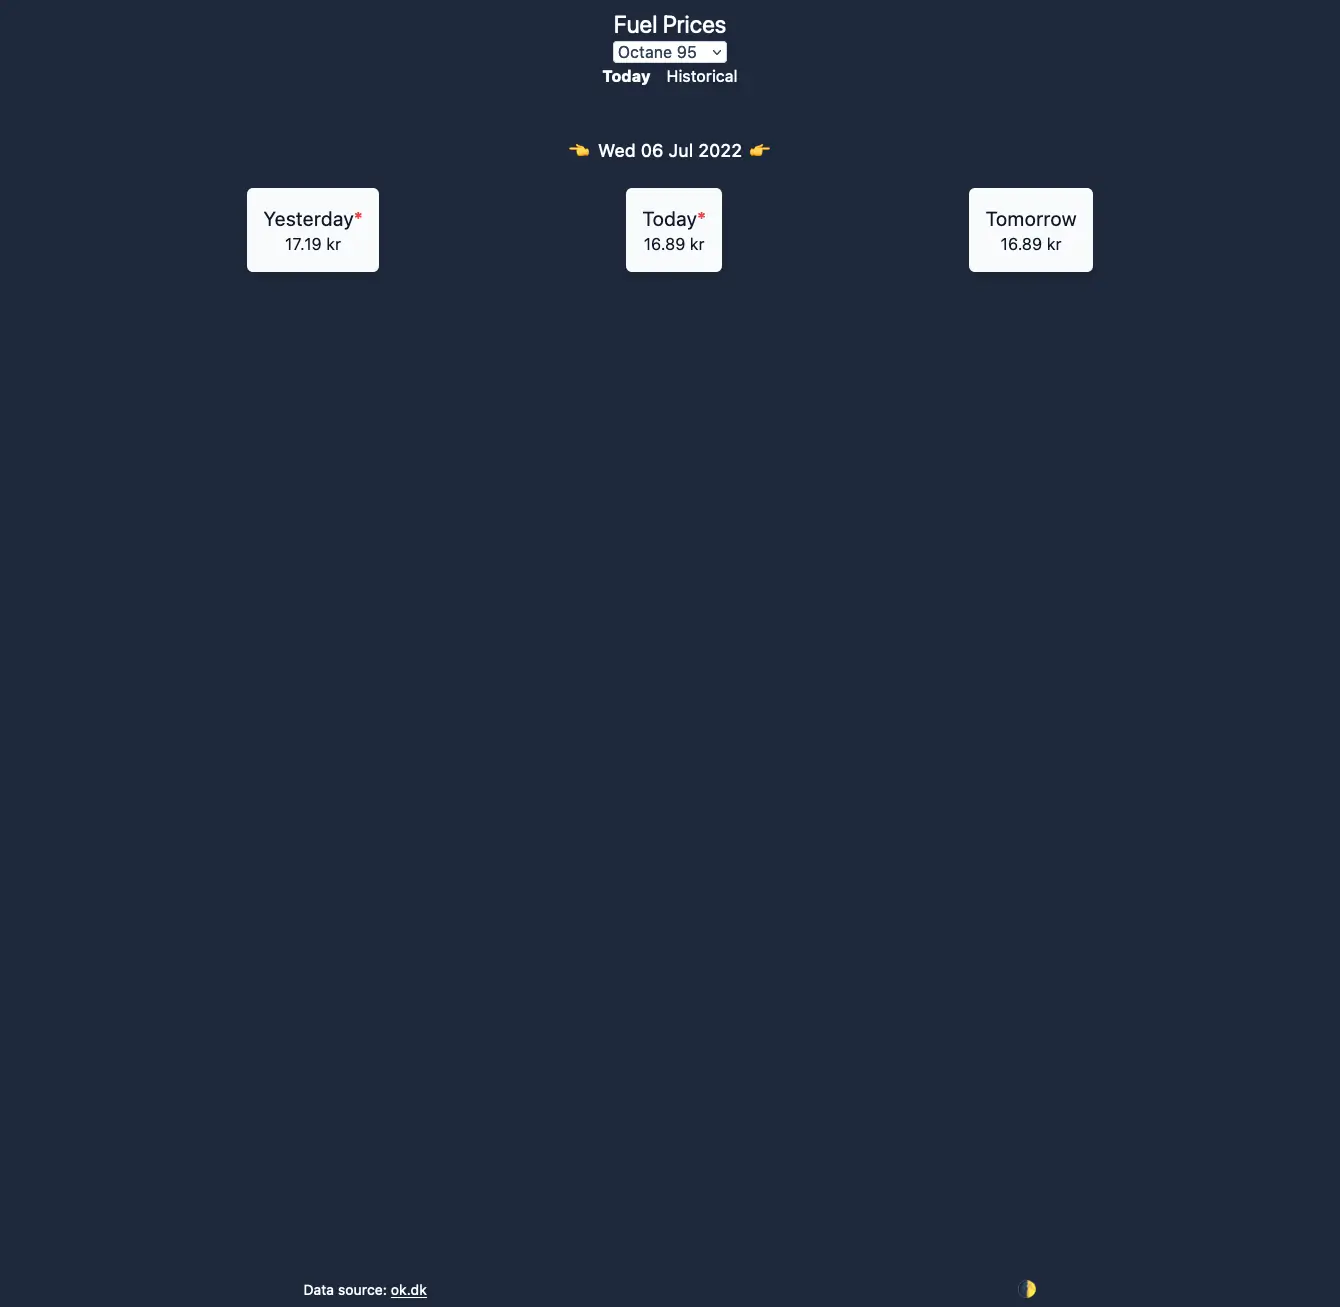 Fuel Prices
Octane 95
Today Historical
👈 Wed 06 Jul 2022 👉
Yesterday*
17.19 kr
Today*
16.89 kr
Tomorrow
16.89 kr
Data source: ok.dk